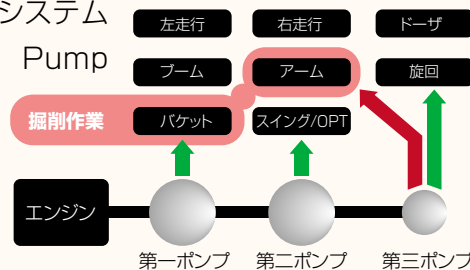 システム
Pump
左走行 右走行 ドーザ
ブーム アーム 旋回
掘削作業 バケット スイング/OPT
エンジン
第一ポンプ 第二ポンプ 第三ポンプ